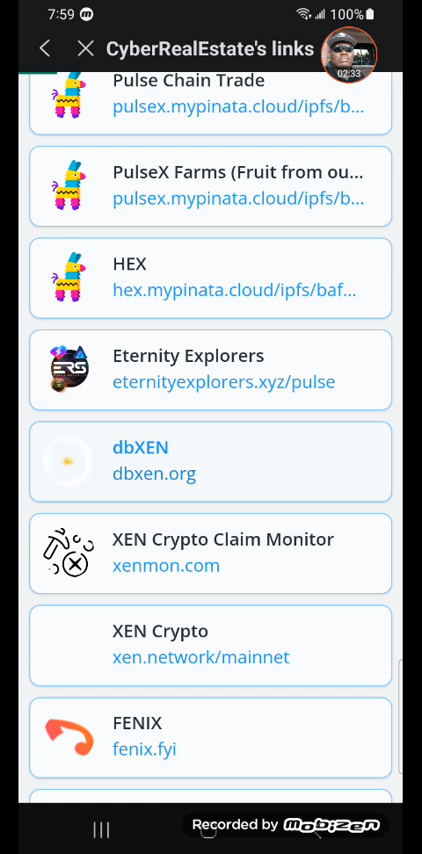 7:59
100%
CyberRealEstate's links
02:33
Pulse Chain Trade
pulsex.mypinata.cloud/ipfs/b...
PulseX Farms (Fruit from ou...
pulsex.mypinata.cloud/ipfs/b...
HEX
hex.mypinata.cloud/ipfs/baf...
ERS
Eternity Explorers
eternityexplorers.xyz/pulse
dbXEN
dbxen.org
XEN Crypto Claim Monitor
xenmon.com
XEN Crypto
xen.network/mainnet
FENIX
fenix.fyi
Recorded by mobizen